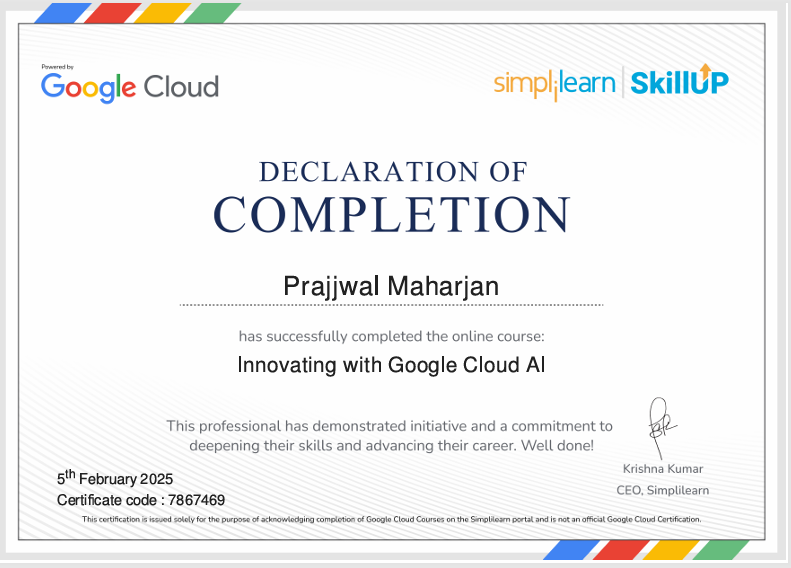 Powered by
Google Cloud
simplilearn | SkillUP
DECLARATION OF
COMPLETION
Prajjwal Maharjan
has successfully completed the online course:
Innovating with Google Cloud AI
This professional has demonstrated initiative and a commitment to
deepening their skills and advancing their career. Well done!
Krishna Kumar
CEO, Simplilearn
5th February 2025
Certificate code : 7867469
This certification is issued solely for the purpose of acknowledging completion of Google Cloud Courses on the Simplilearn portal and is not an official Google Cloud Certification.